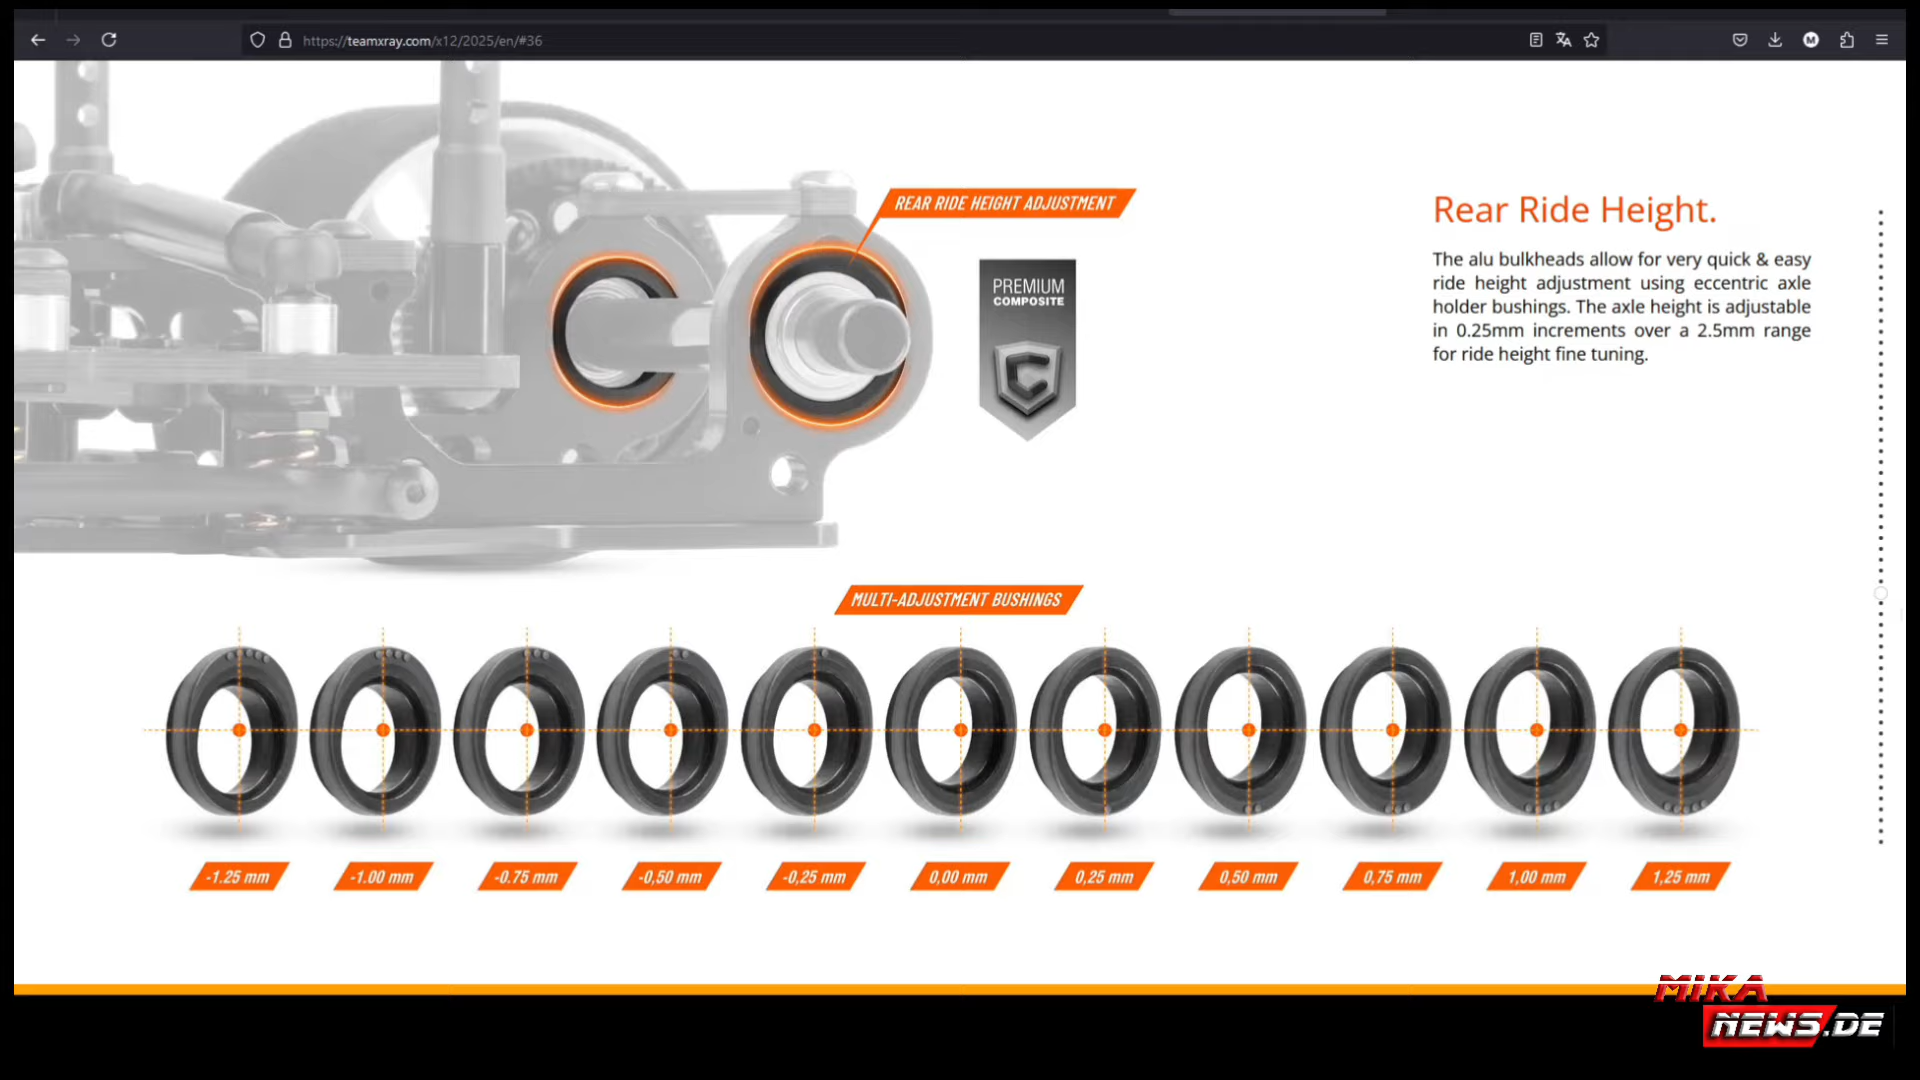 https://teamxray.com/x12/2025/en/#36
M
REAR RIDE HEIGHT ADJUSTMENT
PREMIUM
COMPOSITE
Rear Ride Height.
The alu bulkheads allow for very quick & easy
ride height adjustment using eccentric axle
holder bushings. The axle height is adjustable
in 0.25mm increments over a 2.5mm range
for ride height fine tuning.
MULTI-ADJUSTMENT BUSHINGS
-1.25 mm
-1.00 mm
-0.75 mm
-0,50 mm
-0,25 mm
0,00 mm
0,25 mm
0,50 mm
0,75 mm
1,00 mm
1,25 mm
MIKA
NEWS.DE